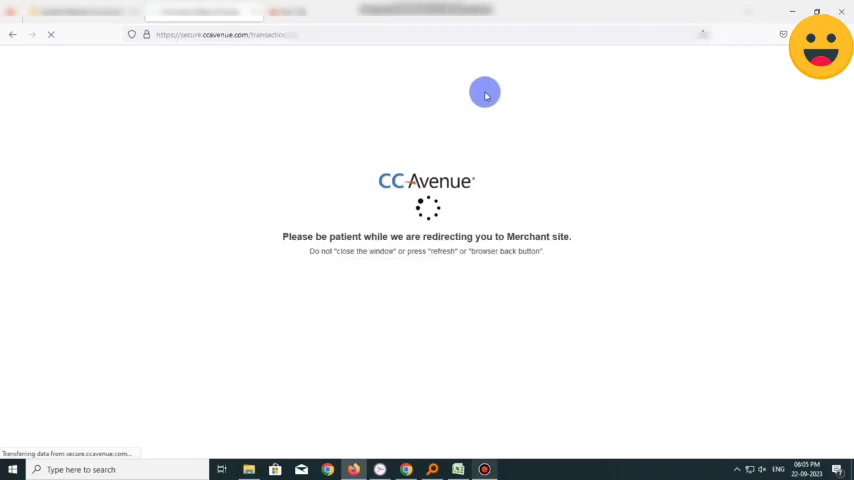 https://secure.ccavenue.com/transaction
CCAvenue
Please be patient while we are redirecting you to Merchant site.
Do not "close the window" or press "refresh" or "browser back button".
Transferring data from secure.ccavenue.com...
Type here to search
ENG
06:05 PM
22-09-2023